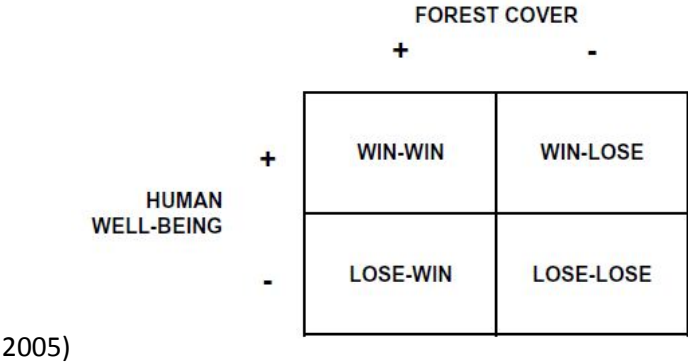 FOREST COVER
+ -
+ WIN-WIN WIN-LOSE
HUMAN
WELL-BEING
- LOSE-WIN LOSE-LOSE
2005)